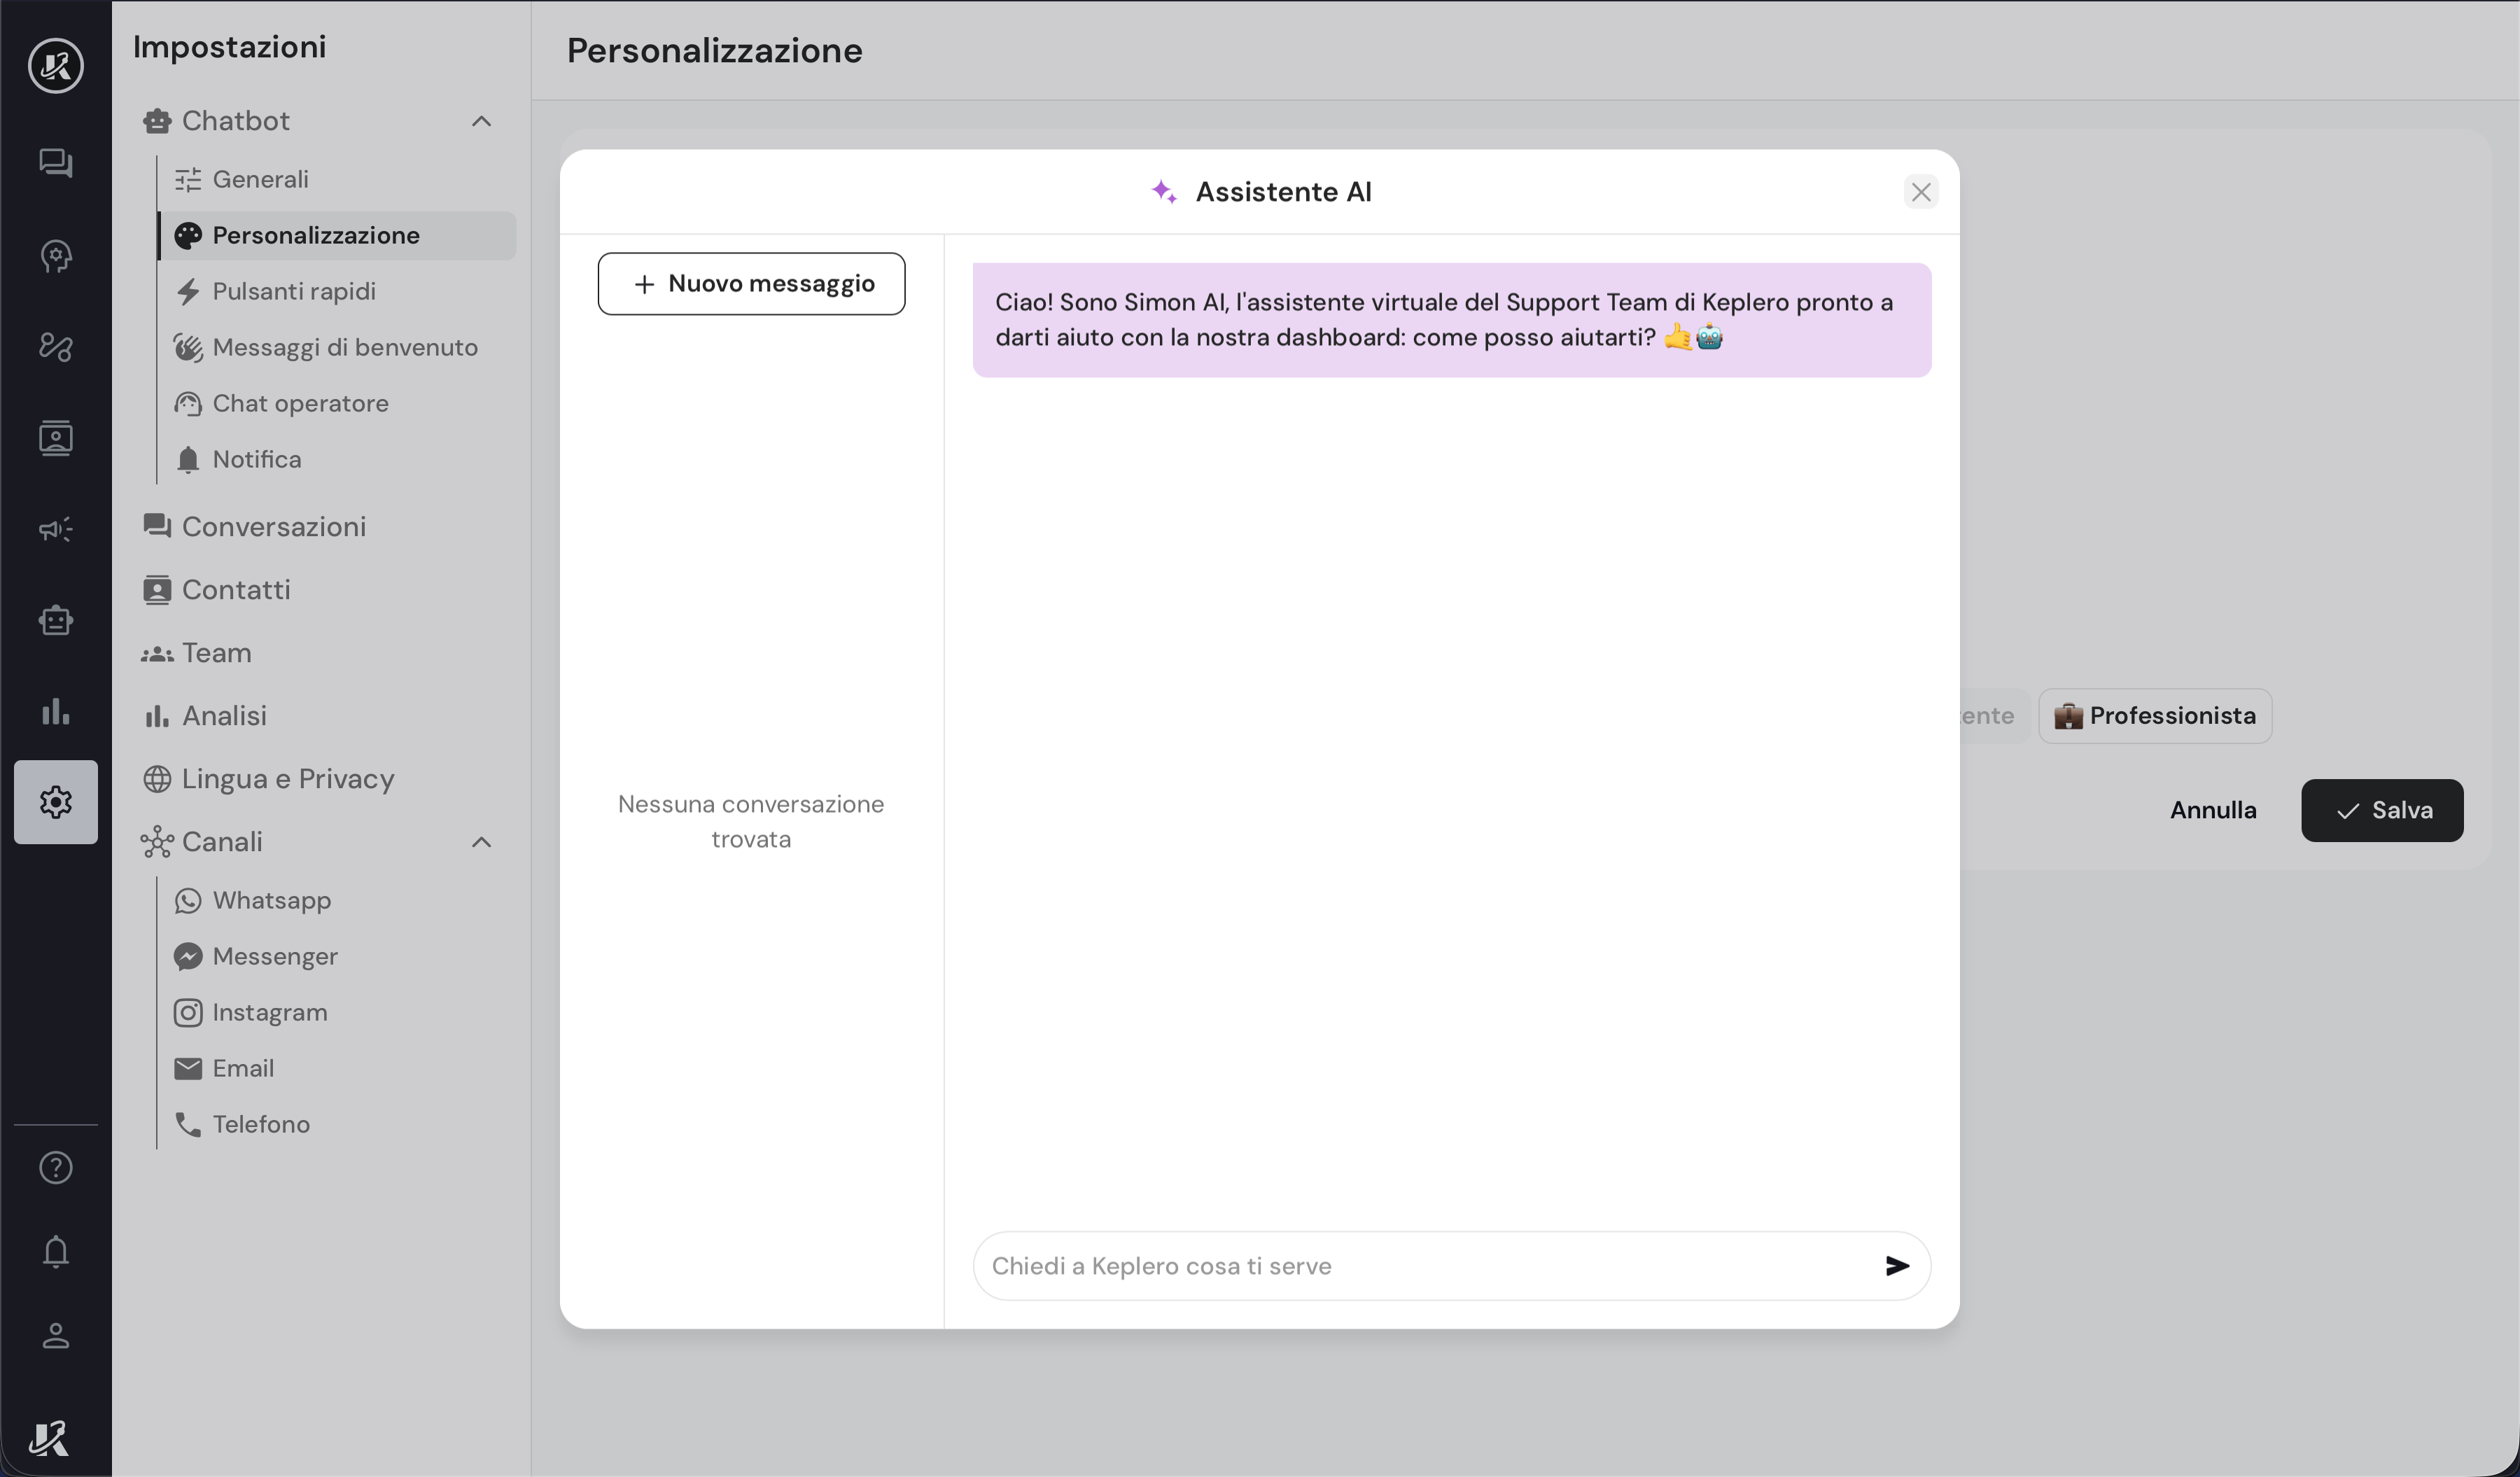 Impostazioni
Chatbot
Generali
Personalizzazione
Pulsanti rapidi
Messaggi di benvenuto
Chat operatore
Notifica
Conversazioni
Contatti
Team
Analisi
Lingua e Privacy
Canali
Whatsapp
Messenger
Instagram
Email
Telefono
Personalizzazione
Assistente AI
Nuovo messaggio
Nessuna conversazione
trovata
Ciao! Sono Simon AI, l'assistente virtuale del Support Team di Keplero pronto a
darti aiuto con la nostra dashboard: come posso aiutarti? 🤙🤖
Chiedi a Keplero cosa ti serve
💼 Professionista
Annulla
Salva